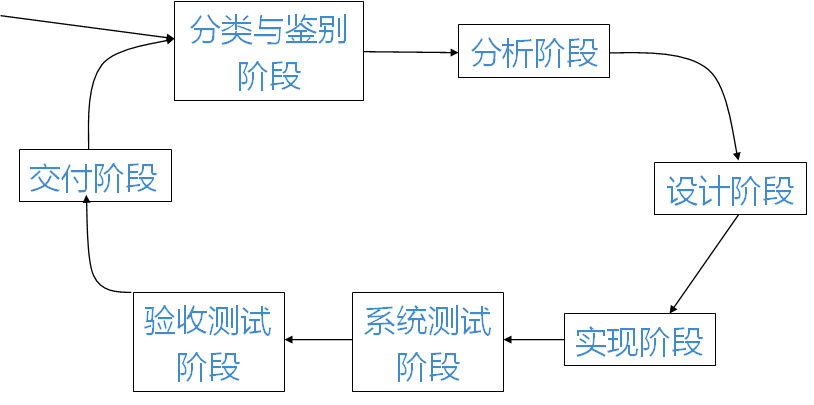 分类与鉴别
阶段
分析阶段
设计阶段
实现阶段
系统测试
阶段
验收测试
阶段
交付阶段